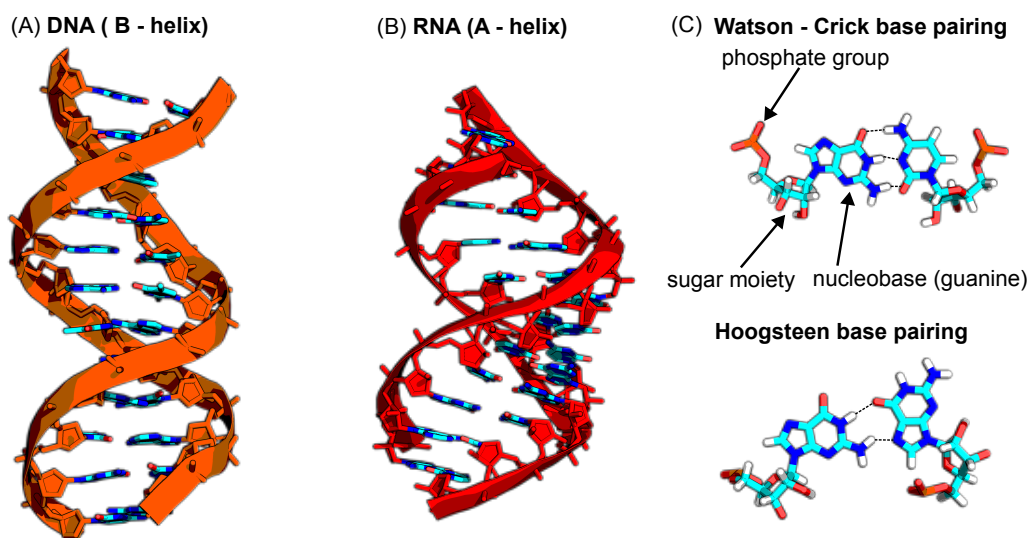 (A) DNA ( B - helix)
(B) RNA (A - helix)
(C) Watson - Crick base pairing
phosphate group
sugar moiety
nucleobase (guanine)
Hoogsteen base pairing